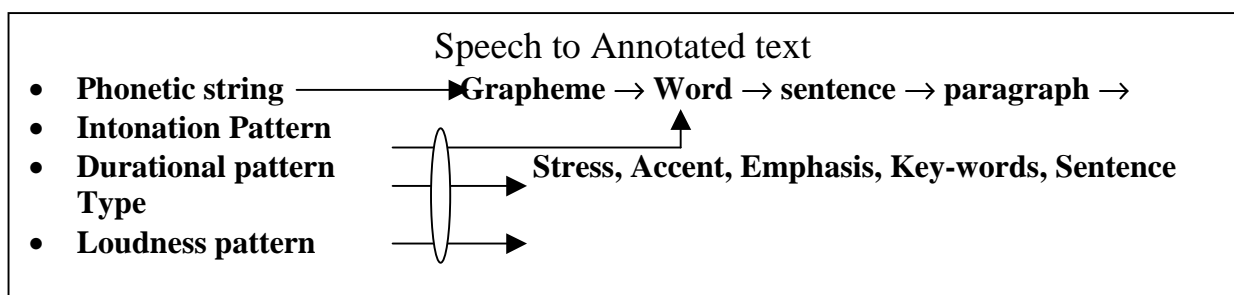 Speech to Annotated text
• Phonetic string Grapheme → Word → sentence → paragraph →
• Intonation Pattern
• Durational pattern Stress, Accent, Emphasis, Key-words, Sentence
Type
• Loudness pattern